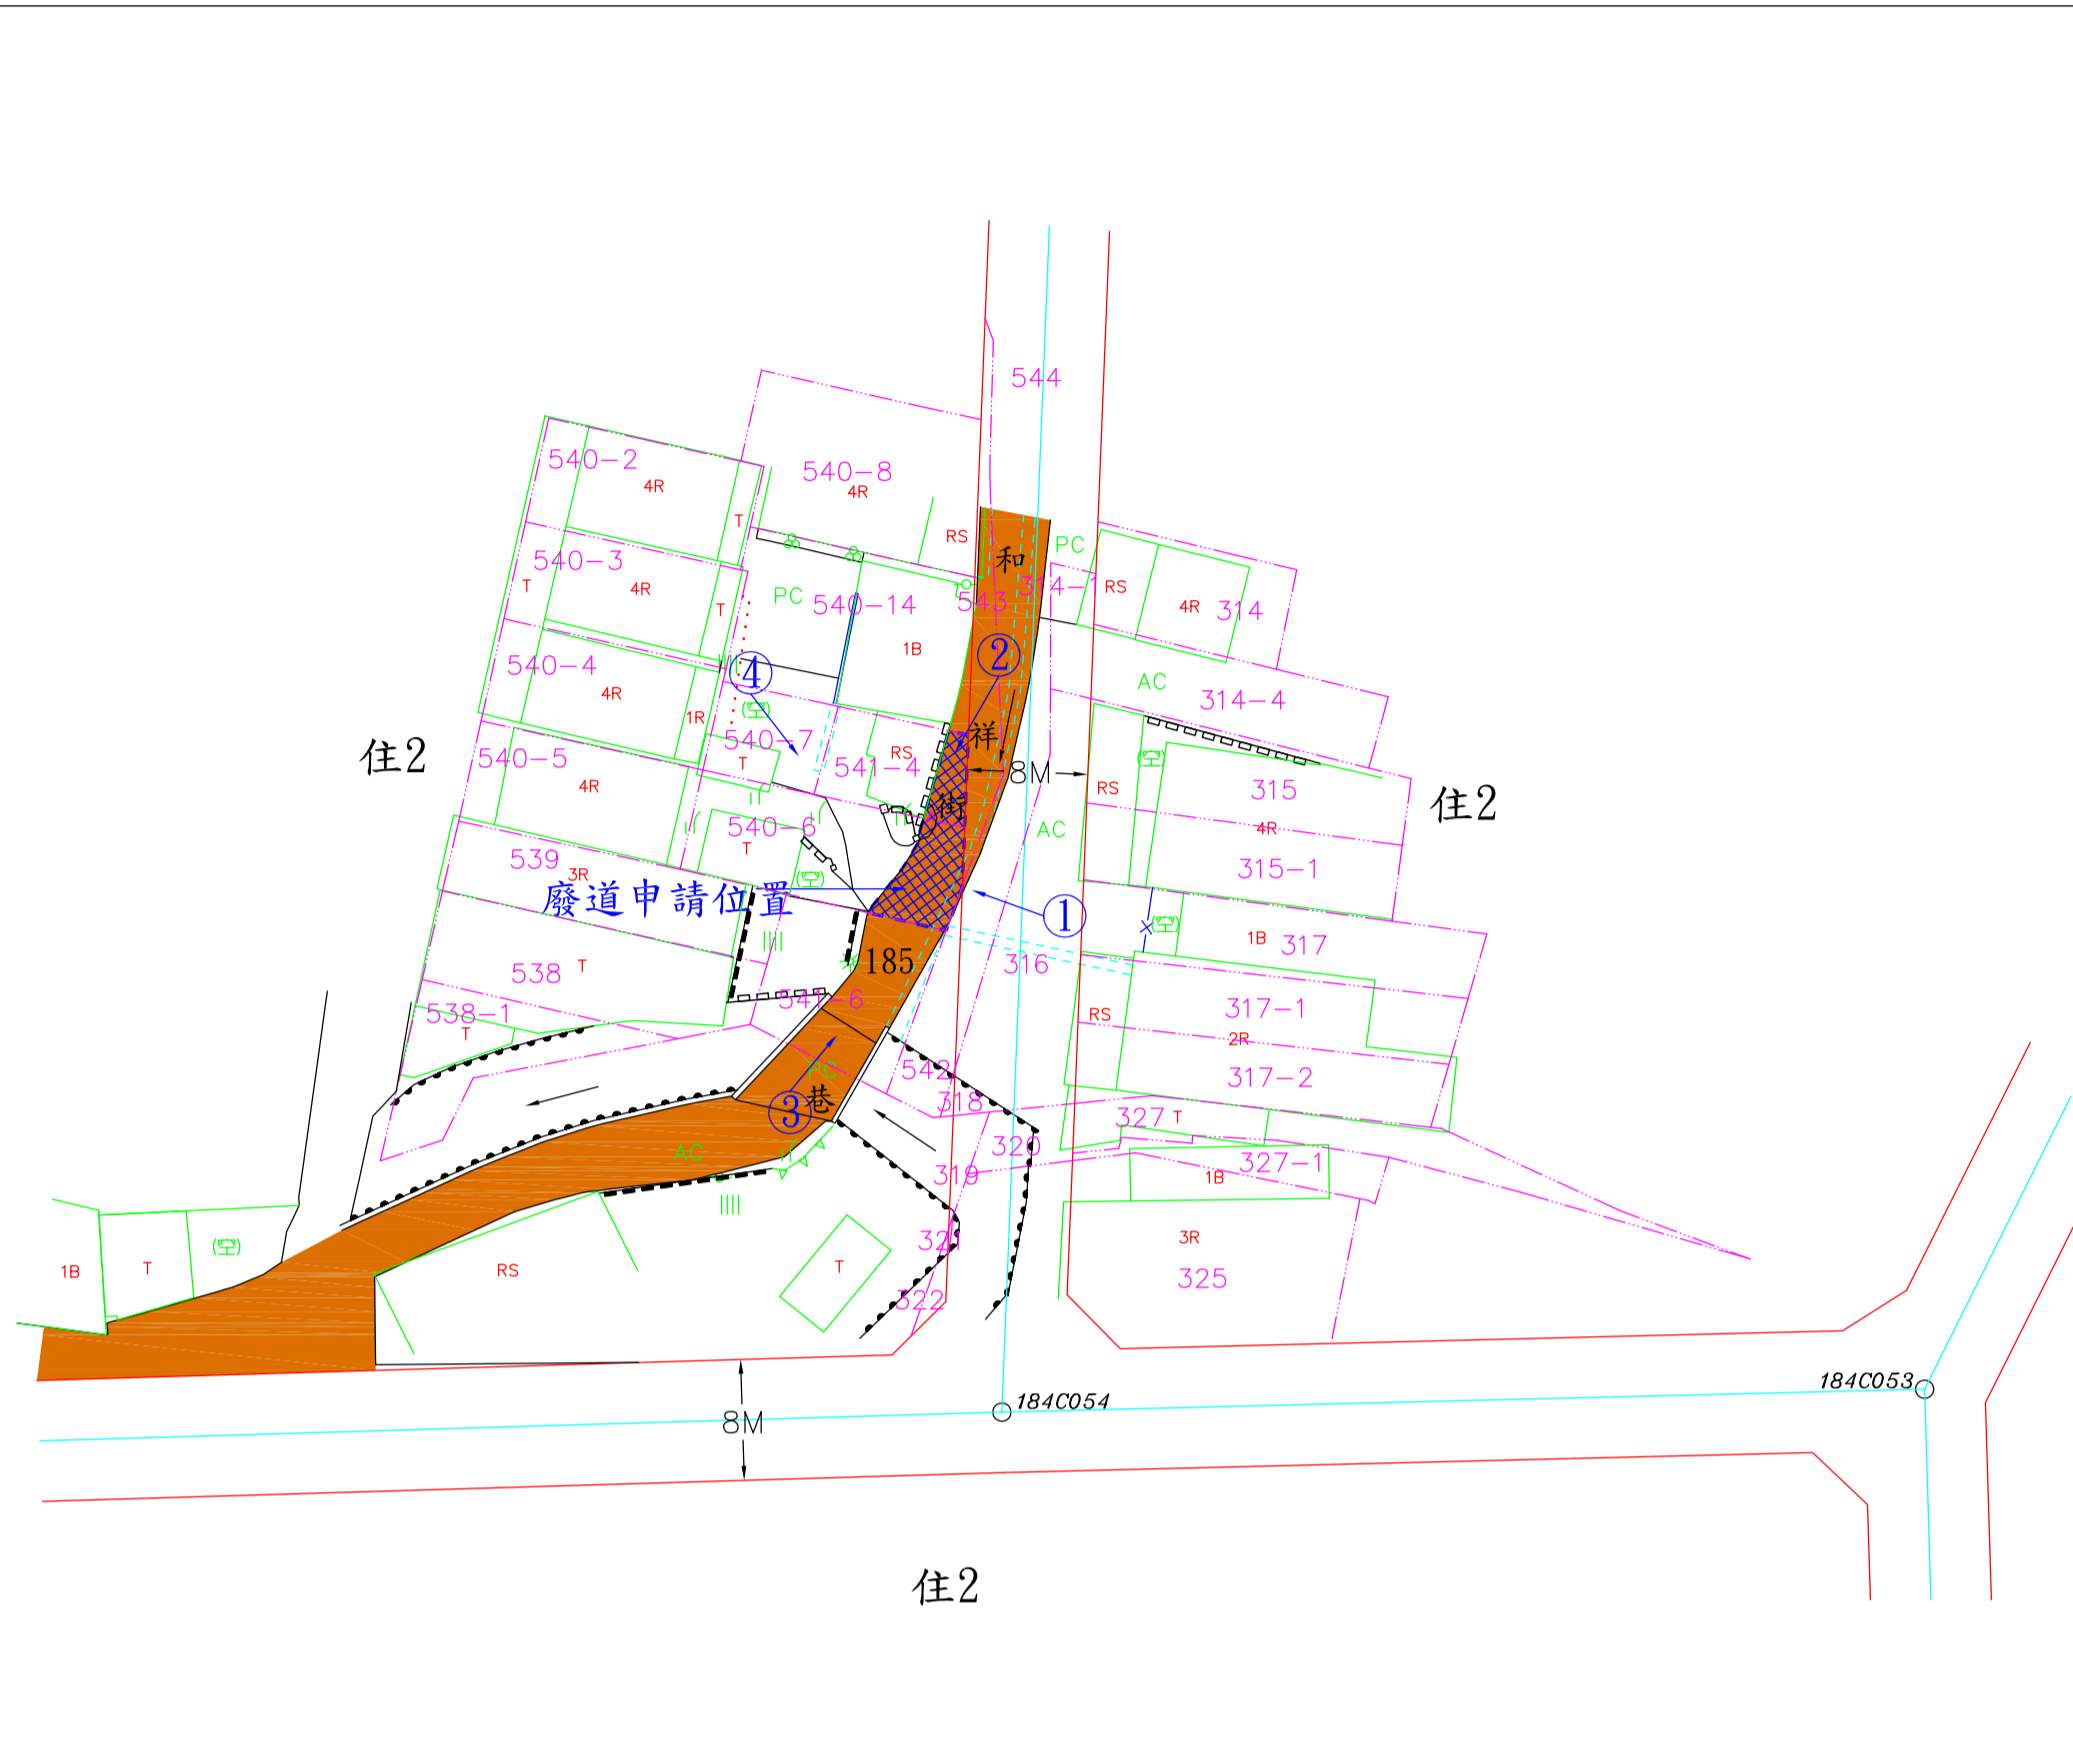 544
540-2
4R
540-8
4R
T
RS
和
PC
540-3
4R
T
T
PC
540-14
543
314-1
RS
4R
314
1B
540-4
4R
②
④
AC
314-4
1R
540-7
祥
住2
540-5
4R
T
RS
541-4
8M
RS
315
住2
街
540-6
T
AC
4R
539
3R
315-1
廢道申請位置
①
1B
317
185
316
538
T
541-6
317-1
538-1
T
RS
2R
PC
542
317-2
③
巷
318
327
T
AC
320
319
327-1
1B
321
3R
1B
T
RS
T
325
322
184C053
184C054
8M
住2